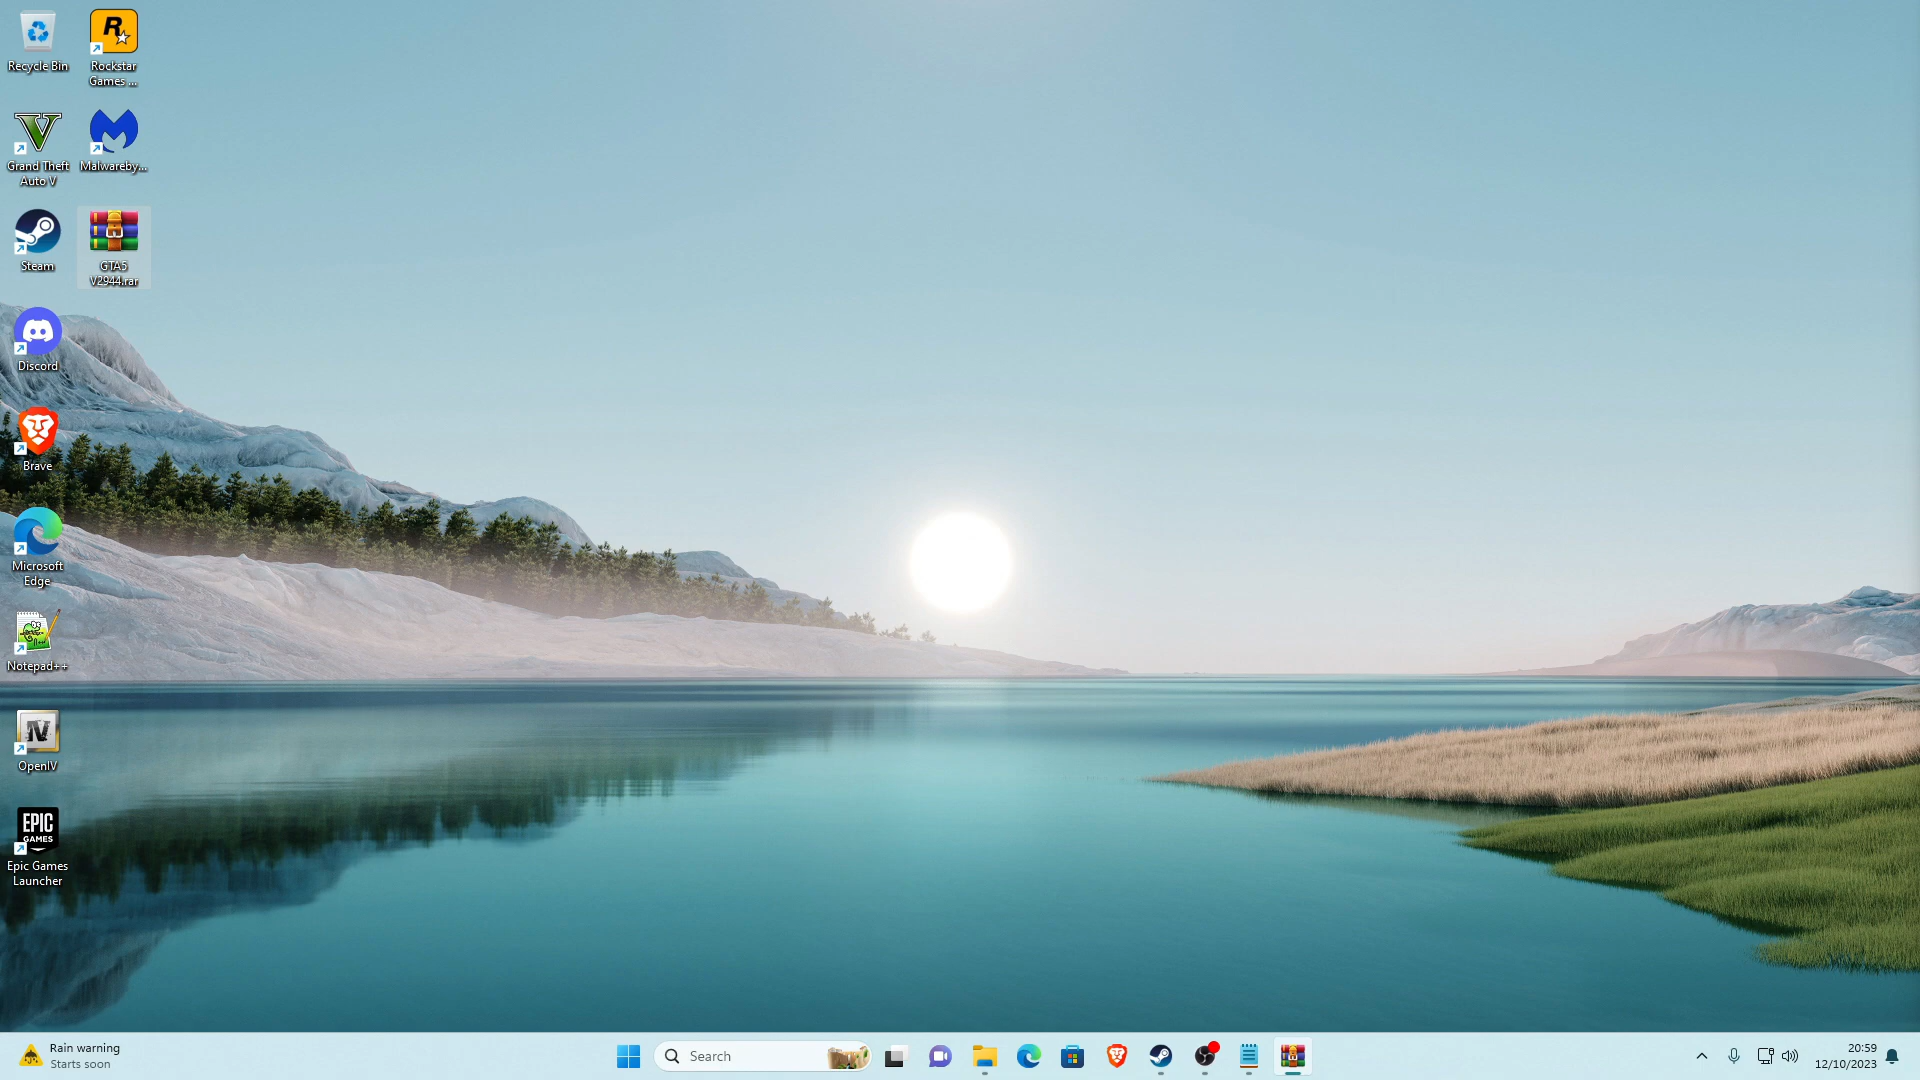 Recycle Bin
Rockstar
Games ...
Grand Theft
Auto V
Malwareby...
Steam
GTA5
V2944.rar
Discord
Brave
Microsoft
Edge
Notepad++
OpenIV
EPIC
GAMES
Epic Games
Launcher
Rain warning
Starts soon
Search
20:59
12/10/2023